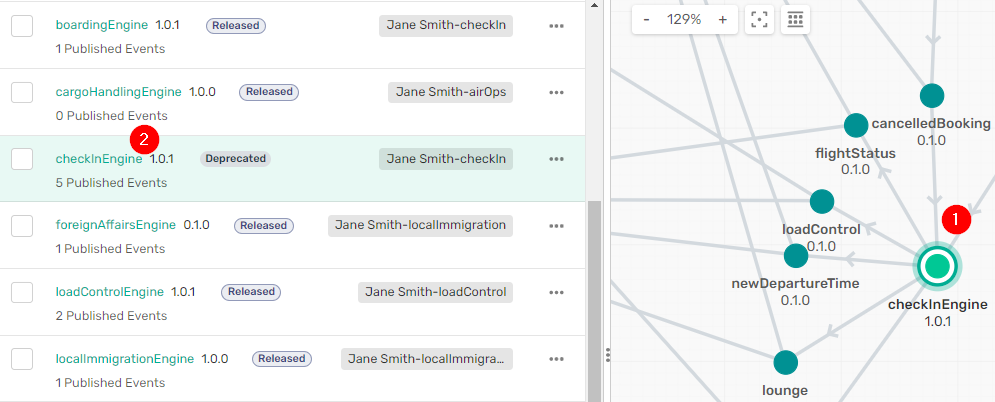 boardingEngine 1.0.1 Released Jane Smith-checkIn
1 Published Events
cargoHandlingEngine 1.0.0 Released Jane Smith-airOps
0 Published Events
2
checkInEngine 1.0.1 Deprecated Jane Smith-checkIn
5 Published Events
foreignAffairsEngine 0.1.0 Released Jane Smith-localImmigration
1 Published Events
loadControlEngine 1.0.1 Released Jane Smith-loadControl
2 Published Events
localImmigrationEngine 1.0.0 Released Jane Smith-localImmigra...
1 Published Events
- 129% +
cancelledBooking
0.1.0
flightStatus
0.1.0
1
loadControl
0.1.0
newDepartureTime
0.1.0
checkInEngine
1.0.1
lounge